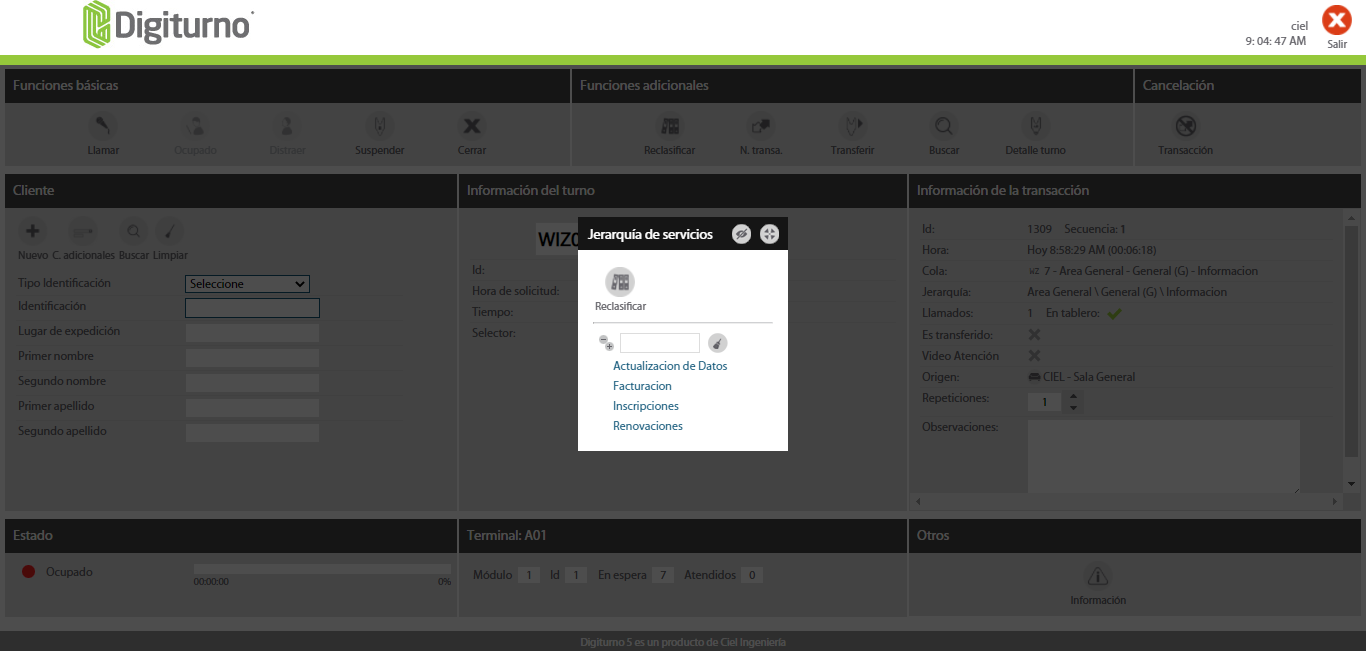 Digiturno
ciel
9: 04: 47 AM
Salir
Funciones básicas
Funciones adicionales
Cancelación
Llamar
Ocupado
Distraer
Suspender
Cerrar
Reclasificar
N. transa.
Transferir
Buscar
Detalle turno
Transacción
Cliente
Información del turno
Información de la transacción
Nuevo
C. adicionales
Buscar
Limpiar
Tipo Identificación
Seleccione
Identificación
Lugar de expedición
Primer nombre
Segundo nombre
Primer apellido
Segundo apellido
Id:
Hora de solicitud:
Tiempo:
Selector:
Jerarquía de servicios
Reclasificar
Actualizacion de Datos
Facturacion
Inscripciones
Renovaciones
Id: 1309 Secuencia: 1
Hora: Hoy 8:58:29 AM (00:06:18)
Cola: 7 - Area General - General (G) - Informacion
Jerarquía: Area General \ General (G) \ Informacion
Llamados: 1 En tablero:
Es transferido:
Video Atención
Origen: CIEL - Sala General
Repeticiones: 1
Observaciones:
Estado
Terminal: A01
Otros
Ocupado
00:00:00 0%
Módulo 1 Id 1 En espera 7 Atendidos 0
Información
Digiturno 5 es un producto de Ciel Ingeniería